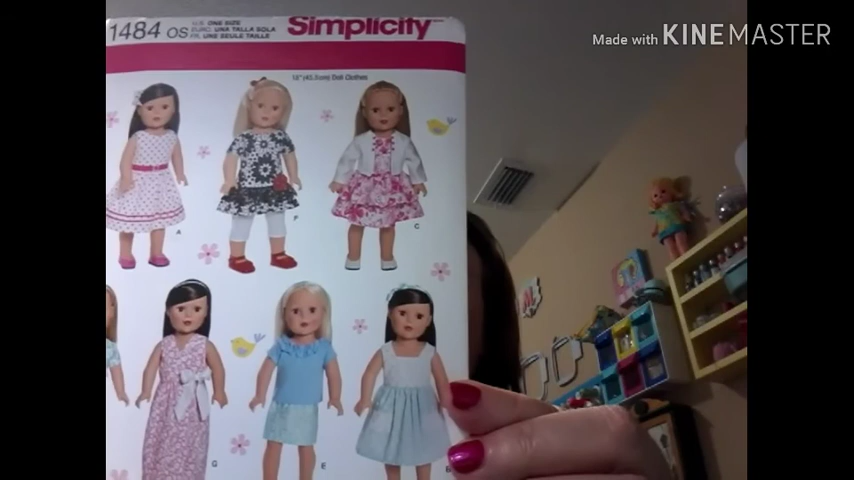 Made with KINEMASTER
1484 OS
U.S. ONE SIZE
EURO. UNA TALLA SOLA
FR. UNE SEULE TAILLE
Simplicity
18" (45.5cm) Doll Clothes
A
F
C
G
E